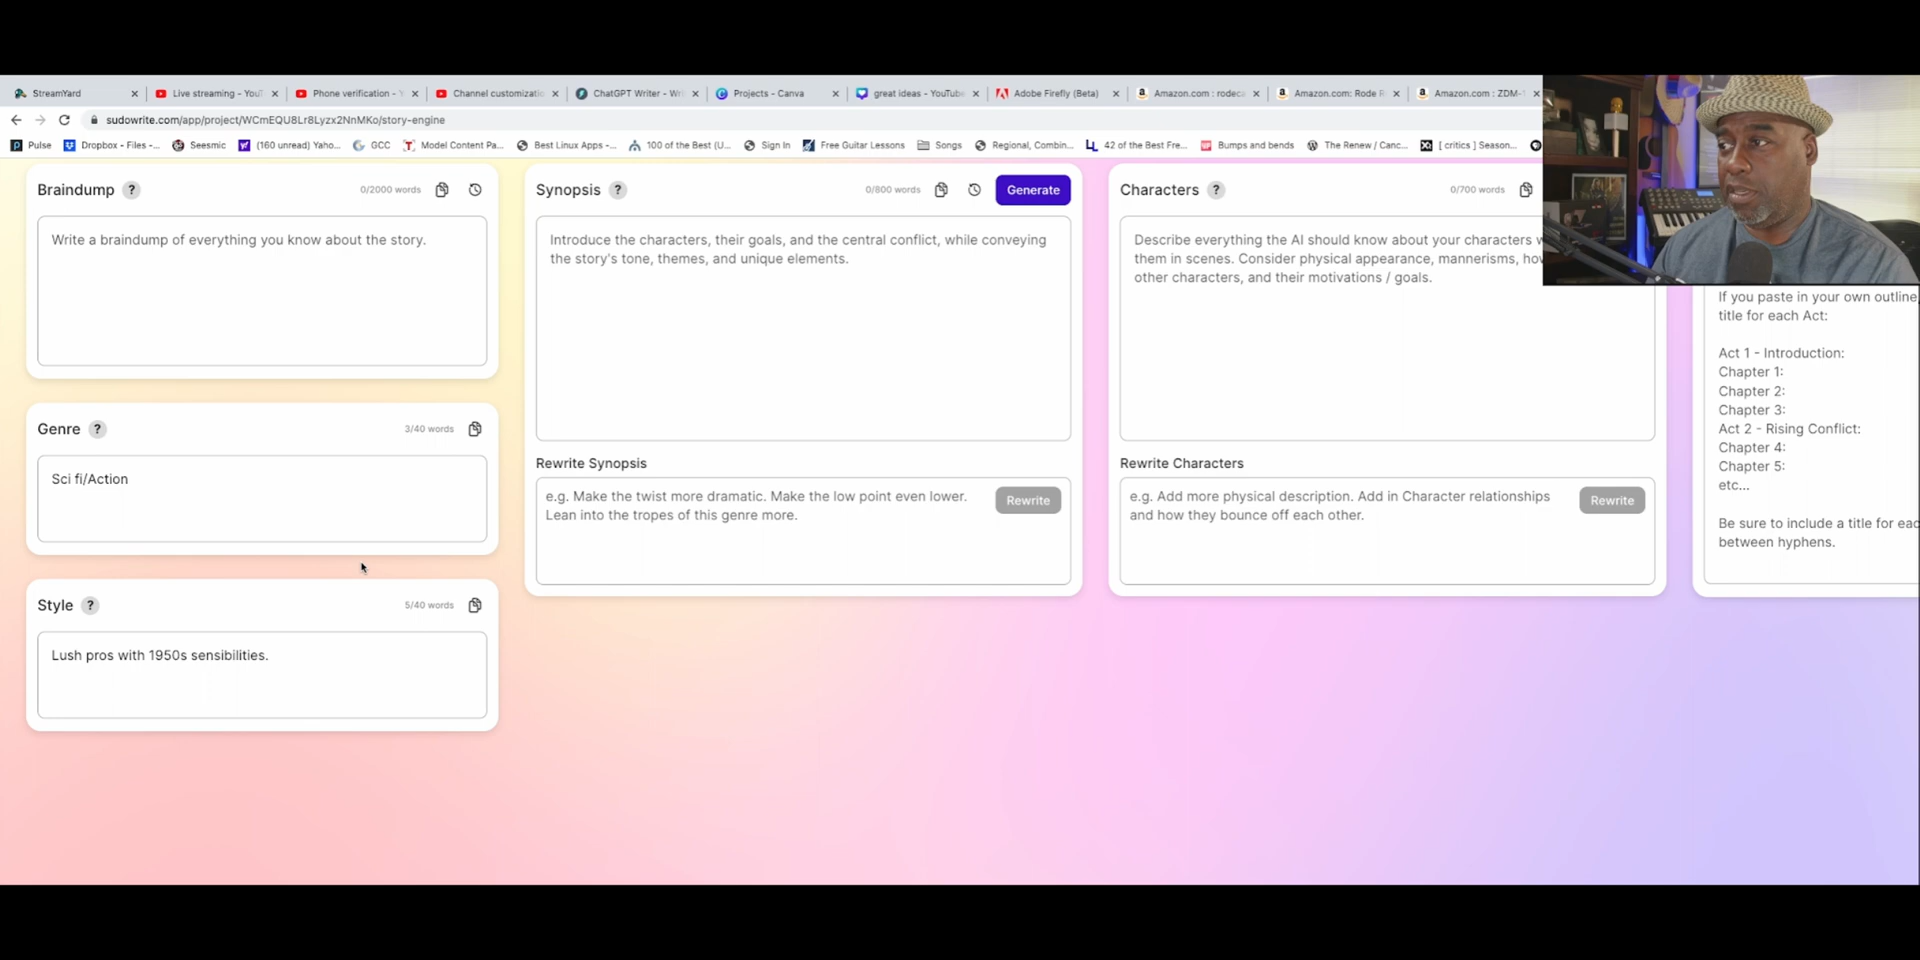 StreamYard
Live streaming - YouT
Phone verification - Y
Channel customizatio
ChatGPT Writer - Wri
Projects - Canva
great ideas - YouTube
Adobe Firefly (Beta)
Amazon.com : rodeca
Amazon.com: Rode R
Amazon.com : ZDM-1
sudowrite.com/app/project/WCmEQU8Lr8Lyzx2NnMKo/story-engine
Pulse
Dropbox - Files -...
Seesmic
(160 unread) Yaho...
GCC
Model Content Pa...
Best Linux Apps -...
100 of the Best (U...
Sign In
Free Guitar Lessons
Songs
Regional, Combin...
42 of the Best Fre...
Bumps and bends
The Renew / Canc...
[ critics ] Season...
Braindump ? 0/2000 words
Write a braindump of everything you know about the story.
Genre ? 3/40 words
Sci fi/Action
Style ? 5/40 words
Lush pros with 1950s sensibilities.
Synopsis ? 0/800 words Generate
Introduce the characters, their goals, and the central conflict, while conveying
the story's tone, themes, and unique elements.
Rewrite Synopsis
e.g. Make the twist more dramatic. Make the low point even lower.
Lean into the tropes of this genre more.
Rewrite
Characters ? 0/700 words
Describe everything the AI should know about your characters w
them in scenes. Consider physical appearance, mannerisms, how
other characters, and their motivations / goals.
Rewrite Characters
e.g. Add more physical description. Add in Character relationships
and how they bounce off each other.
Rewrite
If you paste in your own outline,
title for each Act:
Act 1 - Introduction:
Chapter 1:
Chapter 2:
Chapter 3:
Act 2 - Rising Conflict:
Chapter 4:
Chapter 5:
etc...
Be sure to include a title for eac
between hyphens.